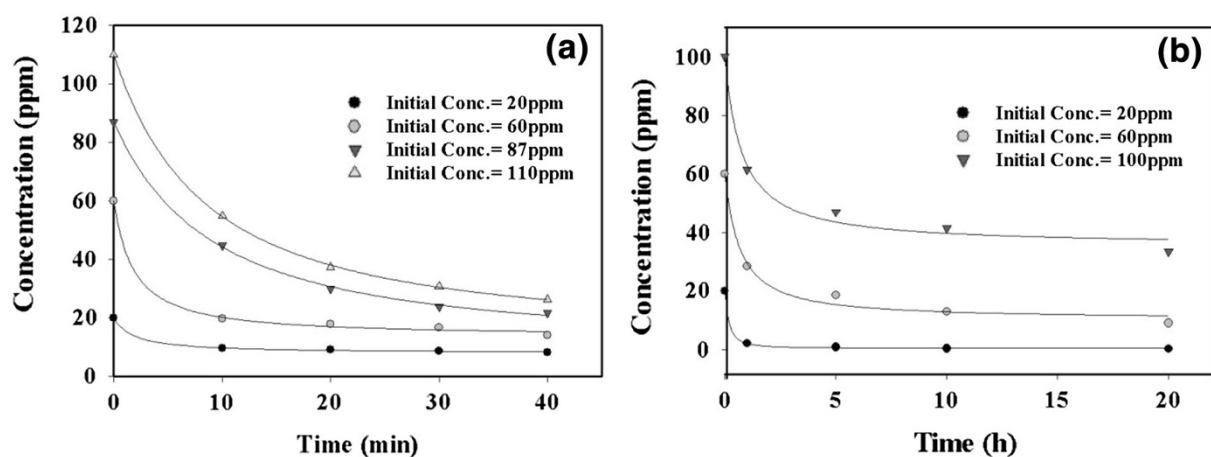 (a)
Concentration (ppm)
120
100
80
60
40
20
0
Initial Conc.= 20ppm
Initial Conc.= 60ppm
Initial Conc.= 87ppm
Initial Conc.= 110ppm
0 10 20 30 40
Time (min)
(b)
Concentration (ppm)
100
80
60
40
20
0
Initial Conc.= 20ppm
Initial Conc.= 60ppm
Initial Conc.= 100ppm
0 5 10 15 20
Time (h)